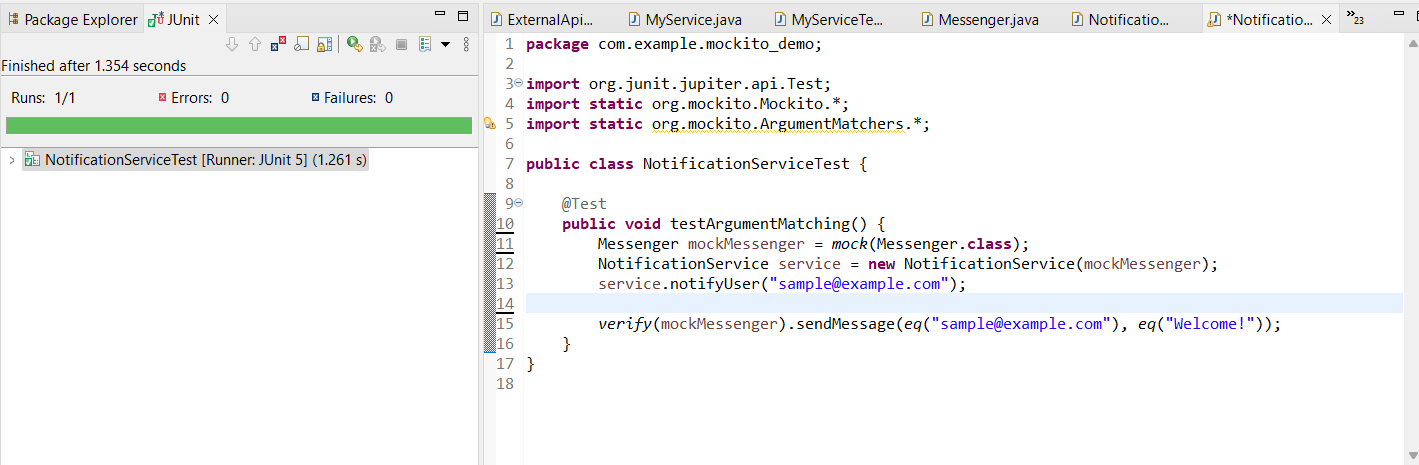 Package Explorer JUnit
Finished after 1.354 seconds
Runs: 1/1 Errors: 0 Failures: 0
NotificationServiceTest [Runner: JUnit 5] (1.261 s)
ExternalApi... MyService.java MyServiceTe... Messenger.java Notificatio... *Notificatio... »23
1 package com.example.mockito_demo;
2
3 import org.junit.jupiter.api.Test;
4 import static org.mockito.Mockito.*;
5 import static org.mockito.ArgumentMatchers.*;
6
7 public class NotificationServiceTest {
8
9 @Test
10 public void testArgumentMatching() {
11 Messenger mockMessenger = mock(Messenger.class);
12 NotificationService service = new NotificationService(mockMessenger);
13 service.notifyUser("sample@example.com");
14
15 verify(mockMessenger).sendMessage(eq("sample@example.com"), eq("Welcome!"));
16 }
17 }
18